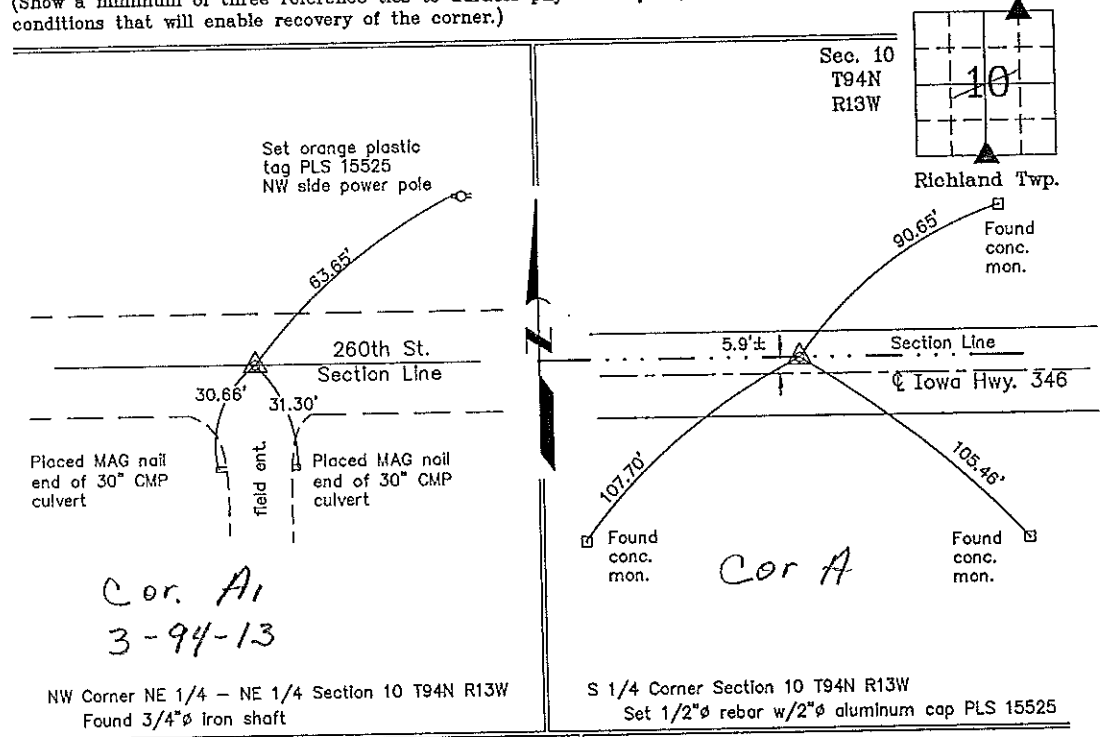 (Show a minimum of three reference ties to durable phy
conditions that will enable recovery of the corner.)
Sec. 10
T94N
R13W
10
Richland Twp.
Set orange plastic
tag PLS 15525
NW side power pole
63.65'
260th St.
Section Line
30.66'
31.30'
Placed MAG nail
end of 30" CMP
culvert
field ent.
Placed MAG nail
end of 30" CMP
culvert
Cor. A1
3-94-13
NW Corner NE 1/4 – NE 1/4 Section 10 T94N R13W
Found 3/4"ø iron shaft
N
90.65'
Found
conc.
mon.
5.9'±
Section Line
℄ Iowa Hwy. 346
107.70'
105.46'
Found
conc.
mon.
Cor A
Found
conc.
mon.
S 1/4 Corner Section 10 T94N R13W
Set 1/2"ø rebar w/2"ø aluminum cap PLS 15525